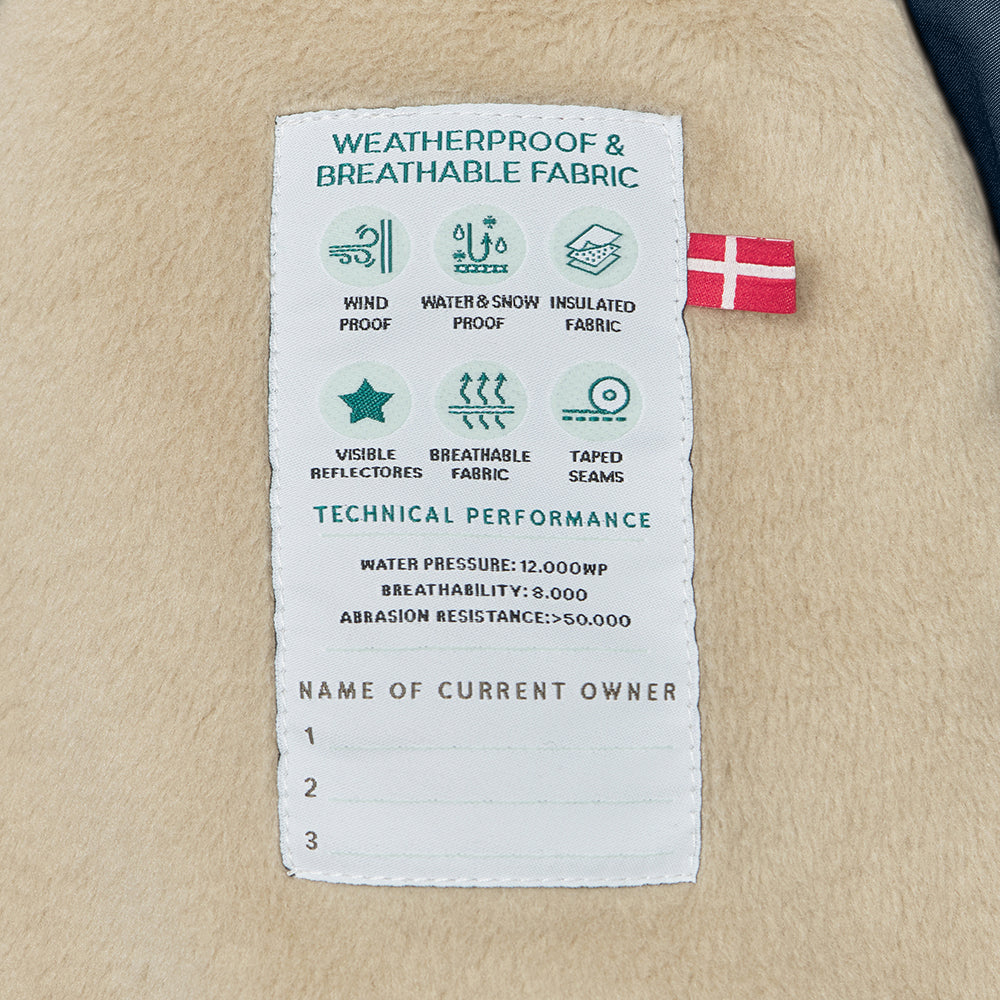 WEATHERPROOF &
BREATHABLE FABRIC
WIND
PROOF
WATER & SNOW
PROOF
INSULATED
FABRIC
VISIBLE
REFLECTORES
BREATHABLE
FABRIC
TAPED
SEAMS
TECHNICAL PERFORMANCE
WATER PRESSURE: 12.000WP
BREATHABILITY: 8.000
ABRASION RESISTANCE:>50.000
NAME OF CURRENT OWNER
1
2
3